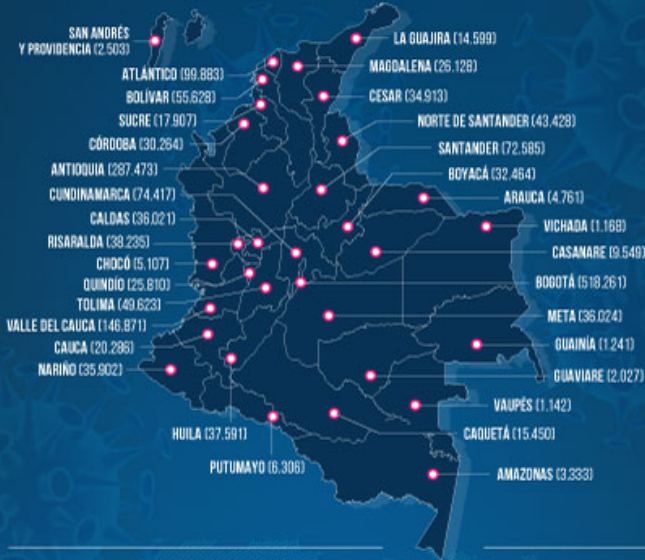 SAN ANDRÉS
Y PROVIDENCIA (2.503)
ATLÁNTICO (99.883)
BOLÍVAR (55.628)
SUCRE (17.907)
CÓRDOBA (30.264)
ANTIOQUIA (287.473)
CUNDINAMARCA (74.417)
CALDAS (36.021)
RISARALDA (38.235)
CHOCÓ (5.107)
QUINDÍO (25.810)
TOLIMA (49.623)
VALLE DEL CAUCA (146.871)
CAUCA (20.286)
NARIÑO (35.902)
HUILA (37.591)
PUTUMAYO (6.306)
LA GUAJIRA (14.599)
MAGDALENA (26.128)
CESAR (34.913)
NORTE DE SANTANDER (43.428)
SANTANDER (72.585)
BOYACÁ (32.464)
ARAUCA (4.761)
VICHADA (1.168)
CASANARE (9.549)
BOGOTÁ (518.261)
META (36.024)
GUAINÍA (1.241)
GUAVIARE (2.027)
VAUPÉS (1.142)
CAQUETÁ (15.450)
AMAZONAS (3.333)